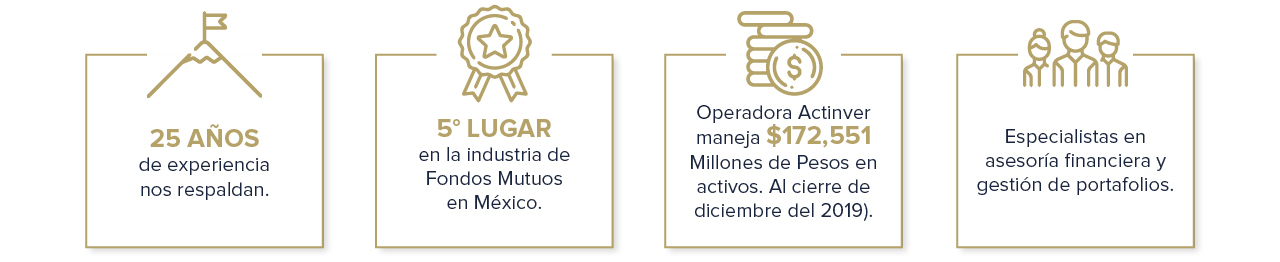 25 AÑOS
de experiencia
nos respaldan.
5° LUGAR
en la industria de
Fondos Mutuos
en México.
Operadora Actinver
maneja $172,551
Millones de Pesos en
activos. Al cierre de
diciembre del 2019).
Especialistas en
asesoría financiera y
gestión de portafolios.